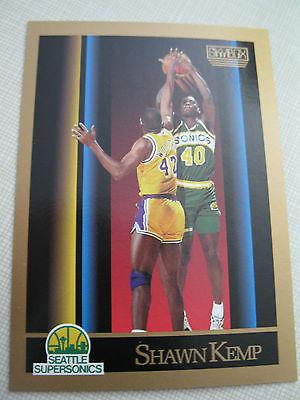 SKYBOX
SONICS
40
42
SEATTLE
SUPERSONICS
SHAWN KEMP